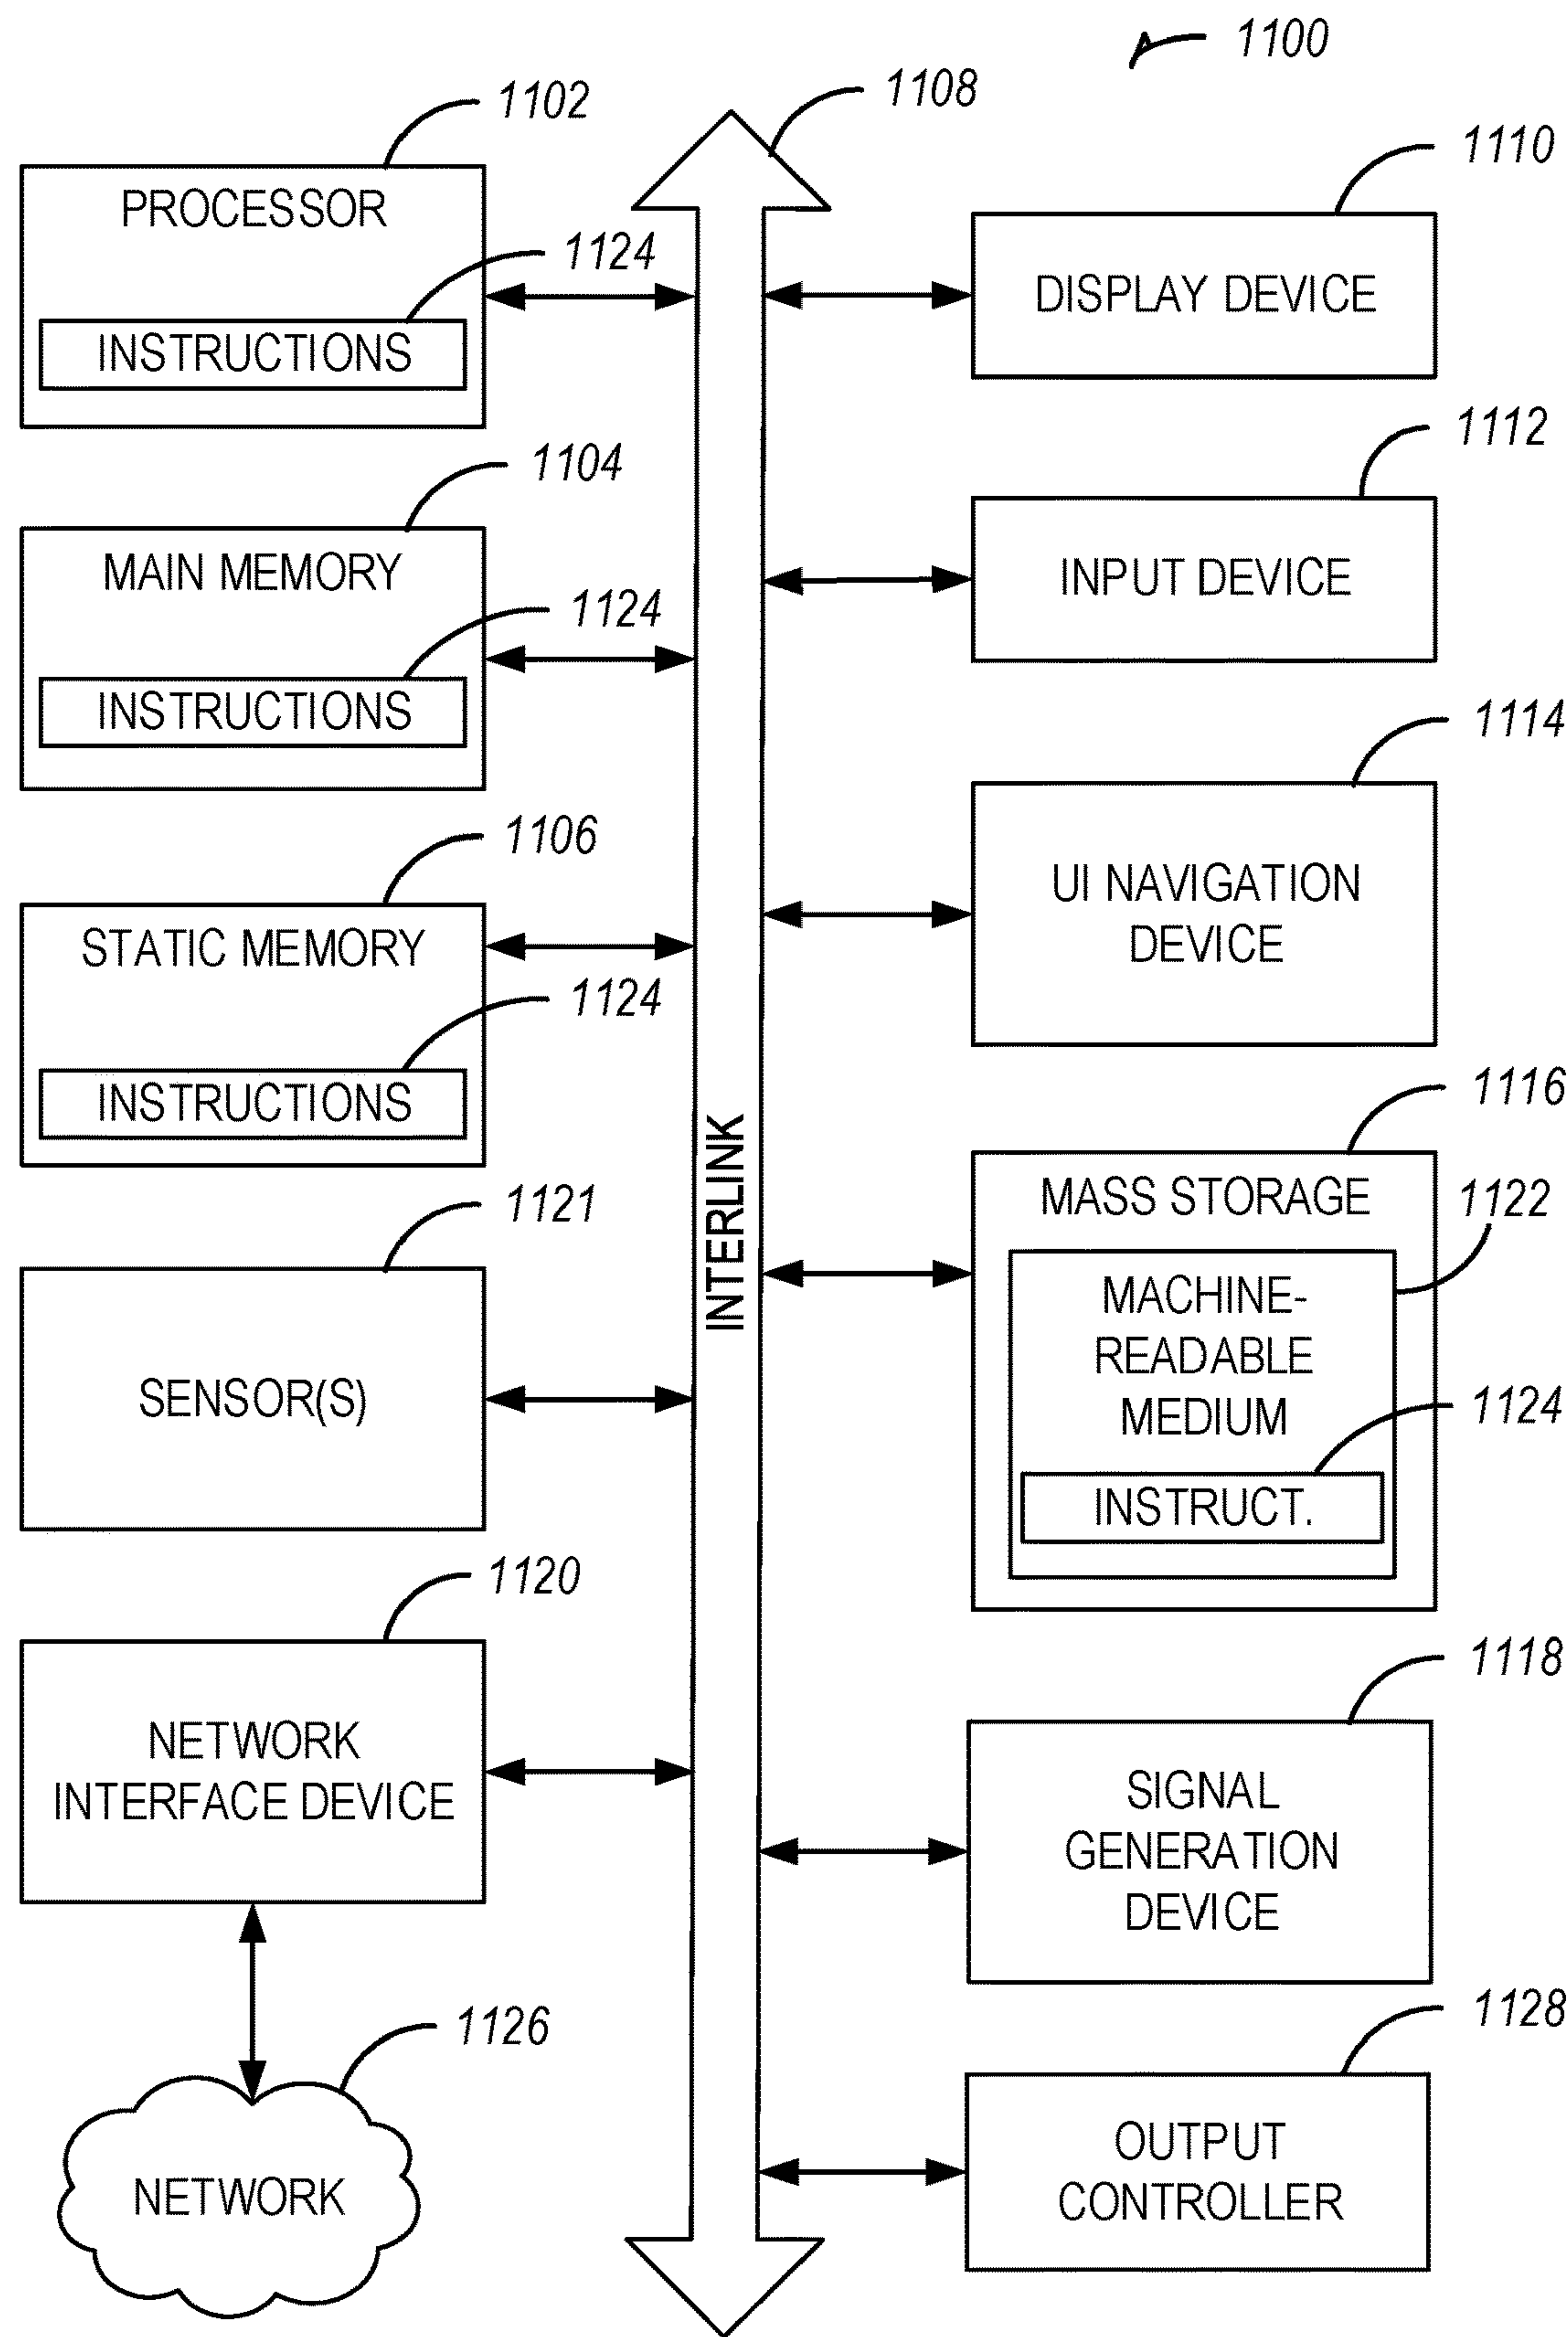 1100
1108
1102
PROCESSOR
1124
INSTRUCTIONS
1104
MAIN MEMORY
1124
INSTRUCTIONS
1106
STATIC MEMORY
1124
INSTRUCTIONS
1121
SENSOR(S)
1120
NETWORK
INTERFACE DEVICE
1126
NETWORK
INTERLINK
1110
DISPLAY DEVICE
1112
INPUT DEVICE
1114
UI NAVIGATION
DEVICE
1116
MASS STORAGE
1122
MACHINE-
READABLE
MEDIUM
1124
INSTRUCT.
1118
SIGNAL
GENERATION
DEVICE
1128
OUTPUT
CONTROLLER